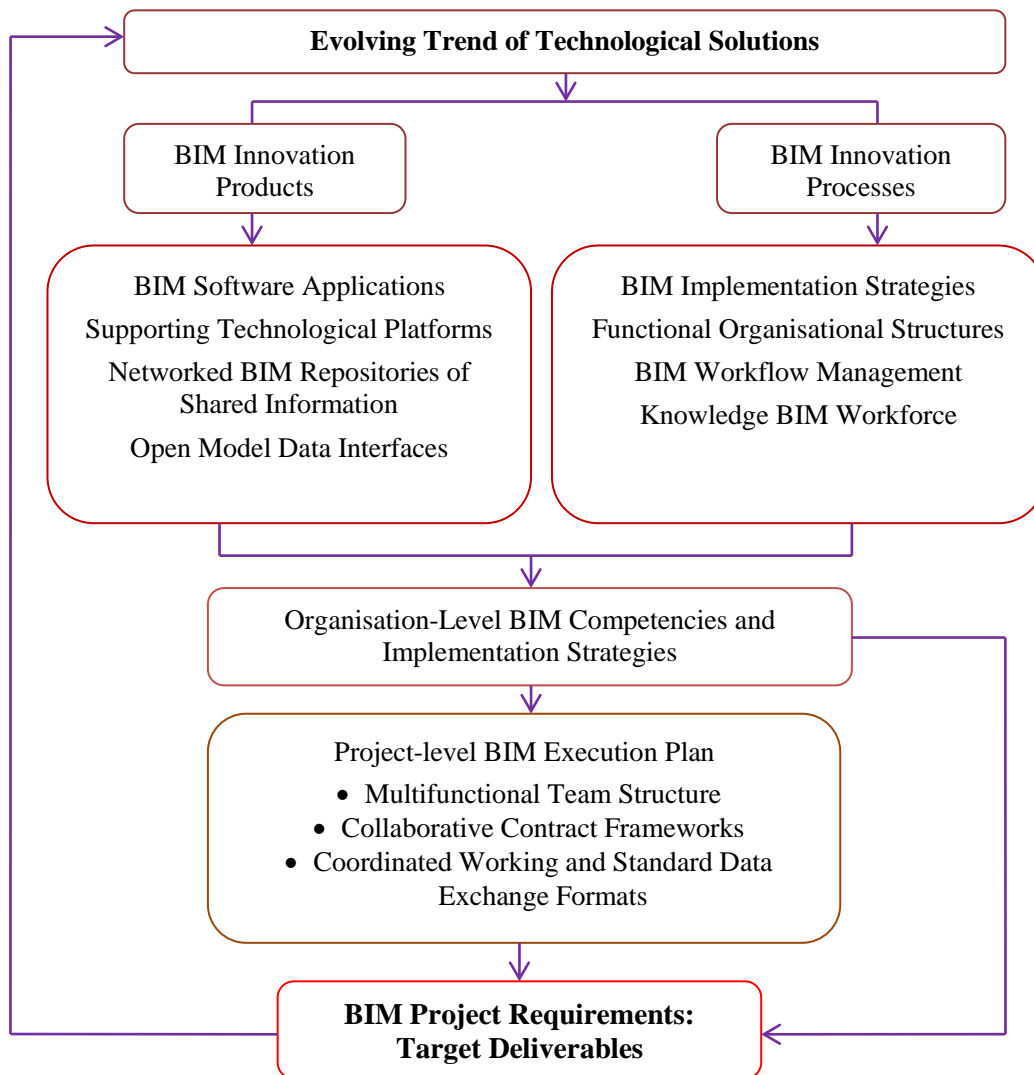 Evolving Trend of Technological Solutions
BIM Innovation
Products
BIM Innovation
Processes
BIM Software Applications
Supporting Technological Platforms
Networked BIM Repositories of
Shared Information
Open Model Data Interfaces
BIM Implementation Strategies
Functional Organisational Structures
BIM Workflow Management
Knowledge BIM Workforce
Organisation-Level BIM Competencies and
Implementation Strategies
Project-level BIM Execution Plan
• Multifunctional Team Structure
• Collaborative Contract Frameworks
• Coordinated Working and Standard Data
Exchange Formats
BIM Project Requirements:
Target Deliverables